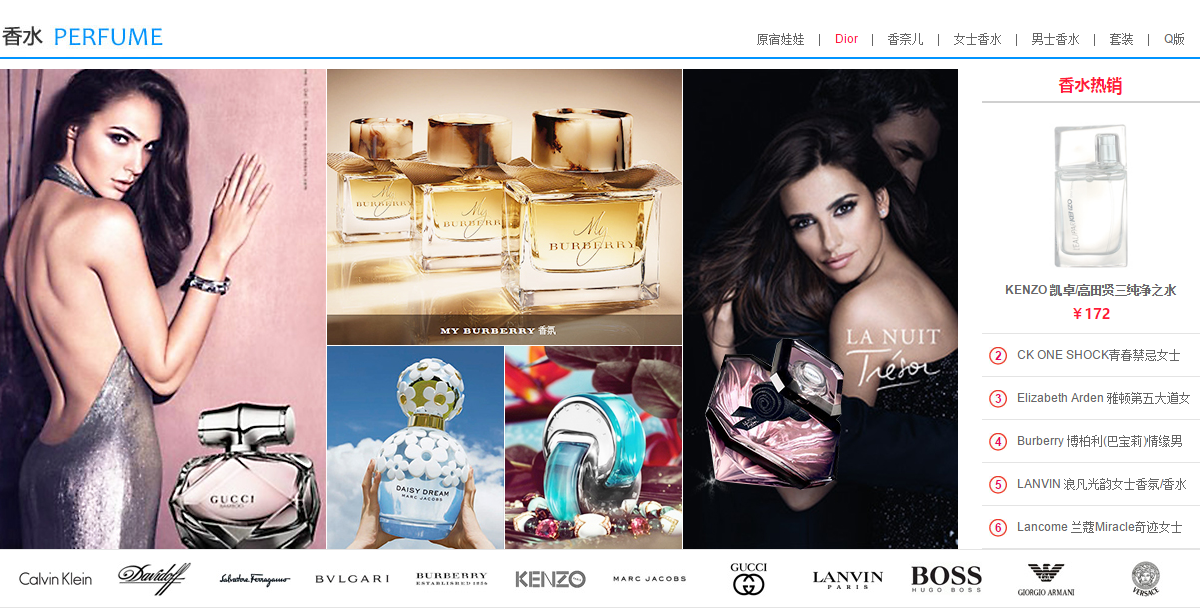 香水 PERFUME
原宿娃娃 | Dior | 香奈儿 | 女士香水 | 男士香水 | 套装 | Q版
GUCCI
BAMBOO
My
BURBERRY
My
BURBERRY
My
BURBERRY
MY BURBERRY 香氛
DAISY DREAM
MARC JACOBS
LA NUIT
Trésor
香水热销
L'EAU PAR KENZO
KENZO 凯卓/高田贤三纯净之水
¥172
2 CK ONE SHOCK青春禁忌女士
3 Elizabeth Arden 雅顿第五大道女
4 Burberry 博柏利(巴宝莉)情缘男
5 LANVIN 浪凡光韵女士香氛/香水
6 Lancome 兰蔻Miracle奇迹女士
Calvin Klein
Davidoff
Salvatore Ferragamo
BVLGARI
BURBERRY
ESTABLISHED 1856
KENZO
MARC JACOBS
GUCCI
LANVIN
PARIS
BOSS
HUGO BOSS
GIORGIO ARMANI
VERSACE